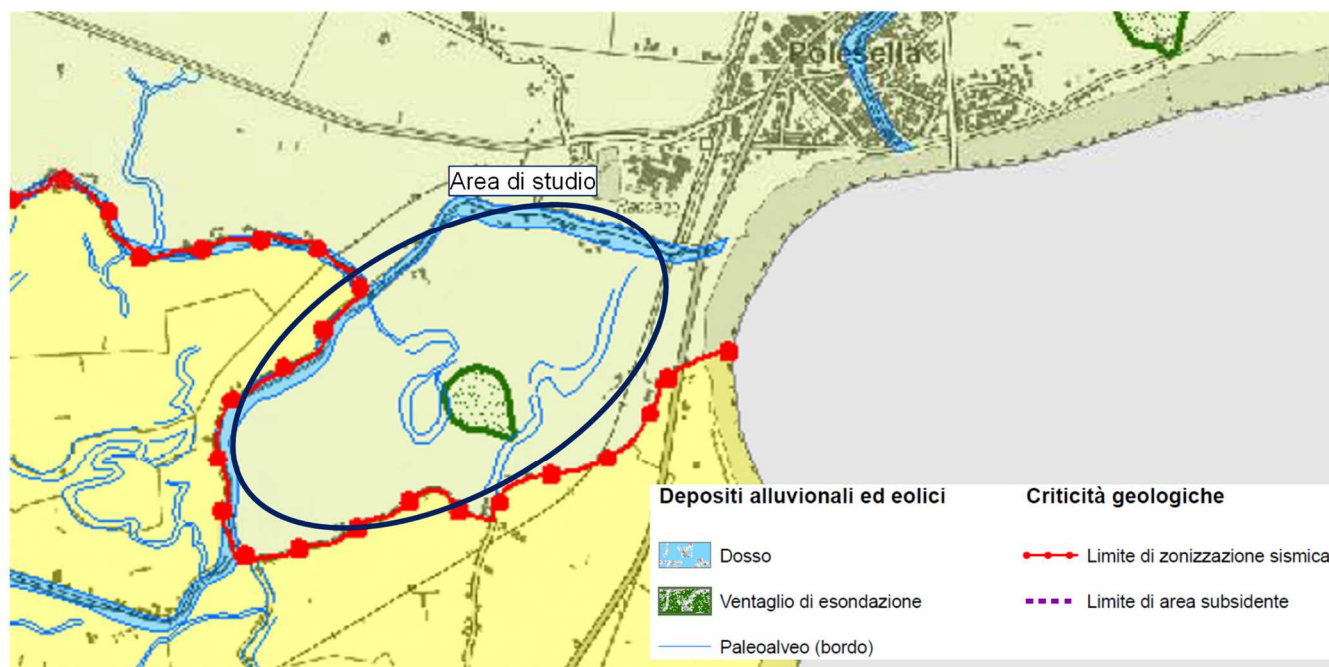 Polesella
Area di studio
Raccano
Depositi alluvionali ed eolici
Dosso
Ventaglio di esondazione
Paleoalveo (bordo)
Criticità geologiche
Limite di zonizzazione sismica
Limite di area subsidente